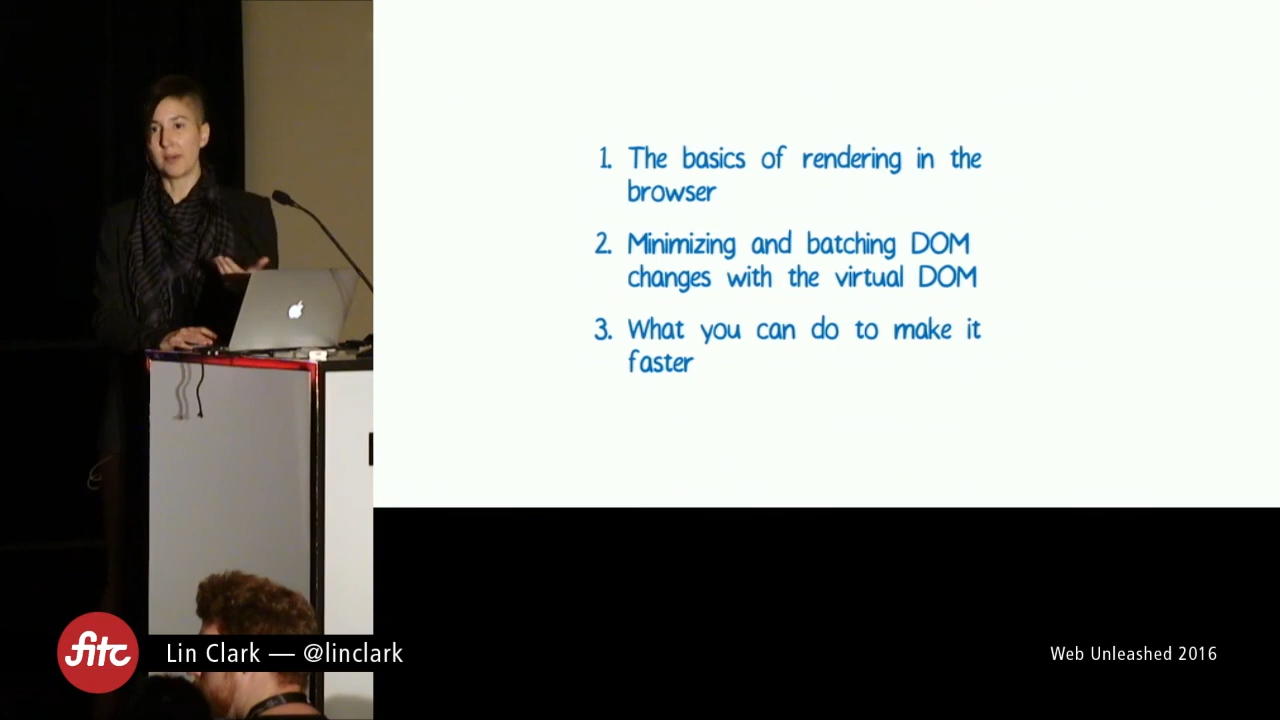 1. The basics of rendering in the
browser
2. Minimizing and batching DOM
changes with the virtual DOM
3. What you can do to make it
faster
fitc
Lin Clark — @linclark
Web Unleashed 2016